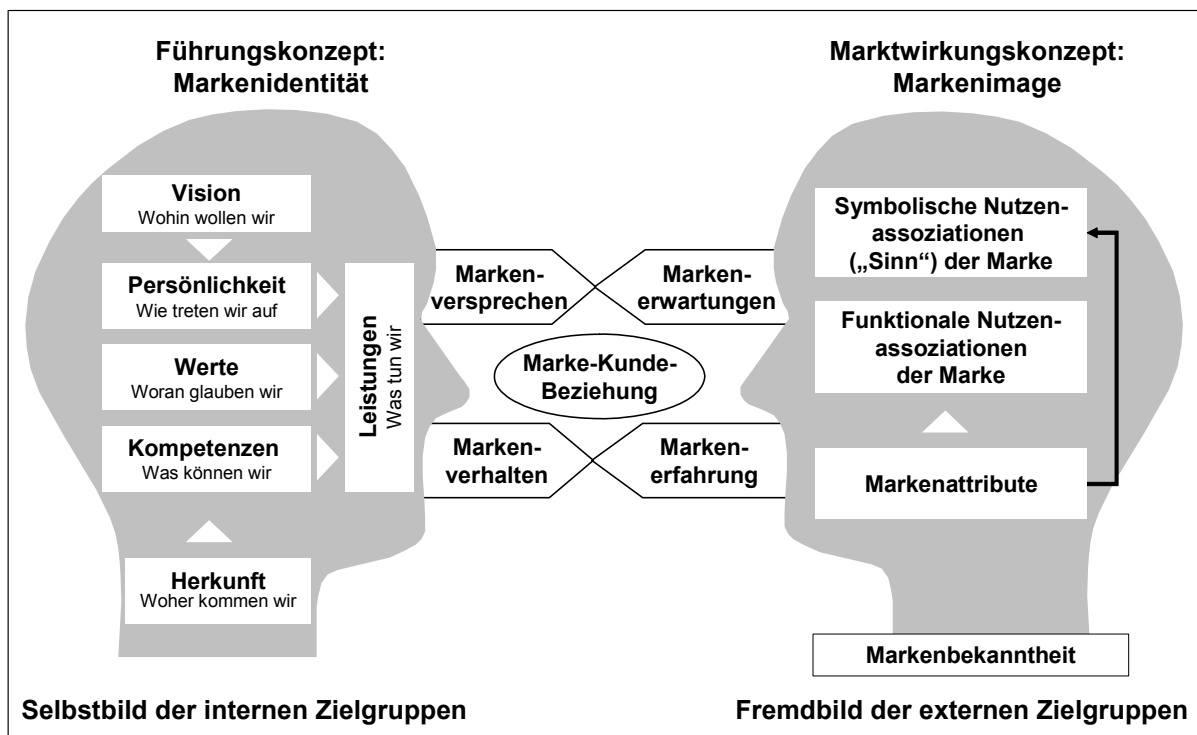 Führungskonzept:
Markenidentität
Marktwirkungskonzept:
Markenimage
Vision
Wohin wollen wir
Persönlichkeit
Wie treten wir auf
Werte
Woran glauben wir
Kompetenzen
Was können wir
Herkunft
Woher kommen wir
Leistungen
Was tun wir
Marken-
versprechen
Marken-
erwartungen
Marke-Kunde-
Beziehung
Marken-
verhalten
Marken-
erfahrung
Symbolische Nutzen-
assoziationen
(„Sinn“) der Marke
Funktionale Nutzen-
assoziationen
der Marke
Markenattribute
Markenbekanntheit
Selbstbild der internen Zielgruppen
Fremdbild der externen Zielgruppen